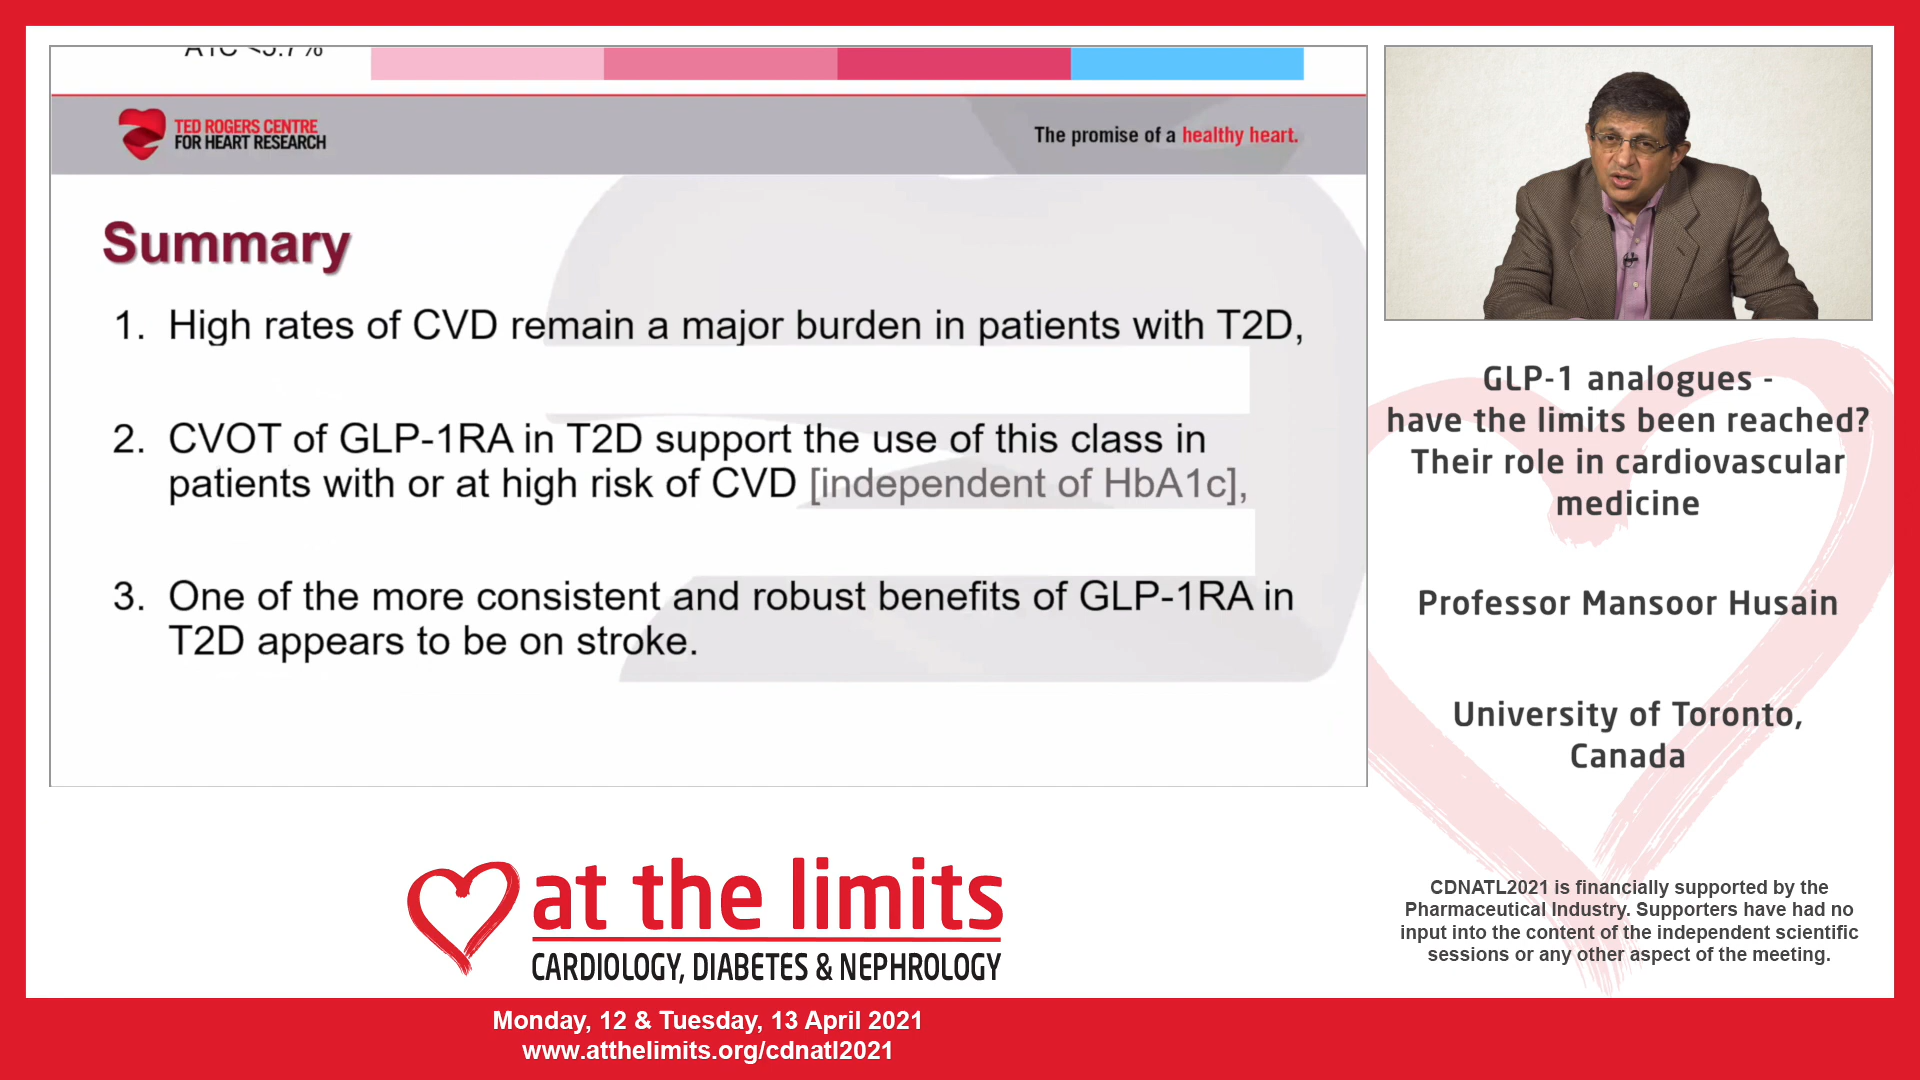 A1C <5.7%
TED ROGERS CENTRE
FOR HEART RESEARCH
The promise of a healthy heart.
Summary
1. High rates of CVD remain a major burden in patients with T2D,
2. CVOT of GLP-1RA in T2D support the use of this class in
patients with or at high risk of CVD [independent of HbA1c],
3. One of the more consistent and robust benefits of GLP-1RA in
T2D appears to be on stroke.
GLP-1 analogues -
have the limits been reached?
Their role in cardiovascular
medicine
Professor Mansoor Husain
University of Toronto,
Canada
at the limits
CARDIOLOGY, DIABETES & NEPHROLOGY
CDNATL2021 is financially supported by the
Pharmaceutical Industry. Supporters have had no
input into the content of the independent scientific
sessions or any other aspect of the meeting.
Monday, 12 & Tuesday, 13 April 2021
www.atthelimits.org/cdnatl2021